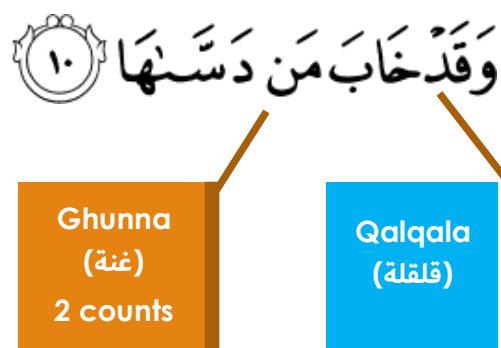 وَقَدْ خَابَ مَن دَسَّىٰهَا ١٠
Ghunna
(غنة)
2 counts
Qalqala
(قلقلة)